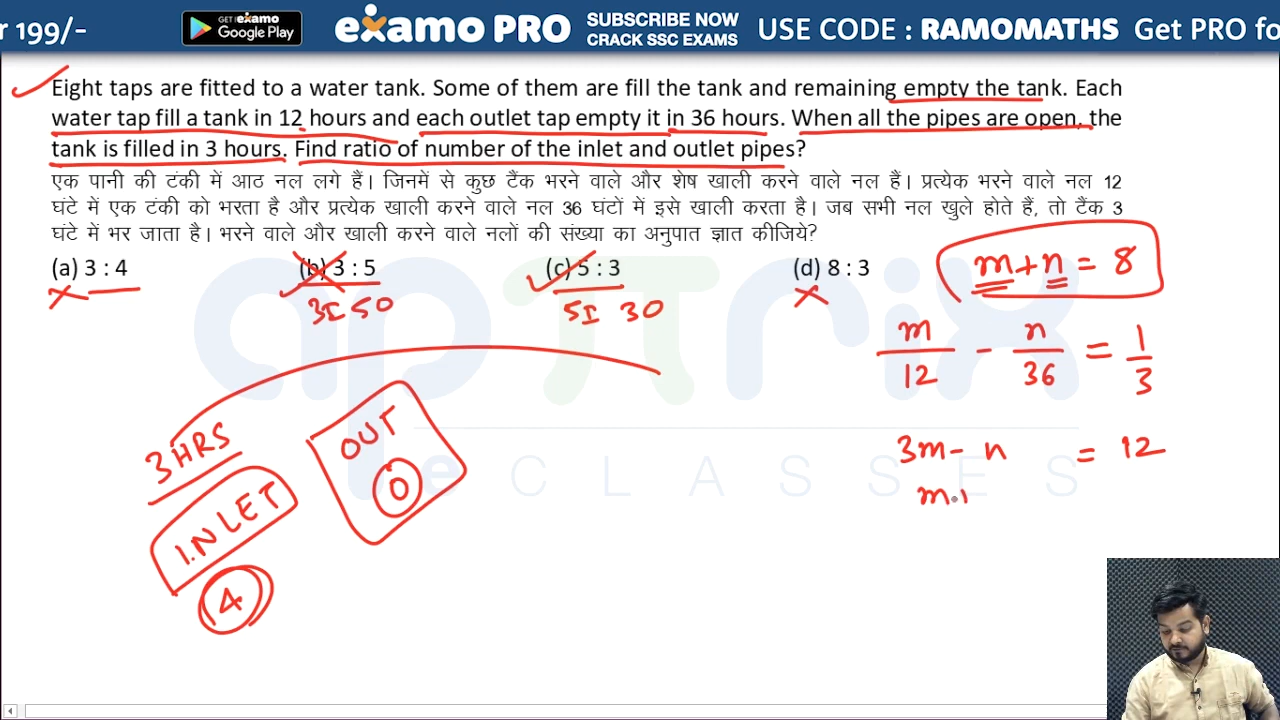 r 199/-
GET IT ON examo
Google Play
examo PRO
SUBSCRIBE NOW
CRACK SSC EXAMS
USE CODE : RAMOMATHS Get PRO fo
Eight taps are fitted to a water tank. Some of them are fill the tank and remaining empty the tank. Each
water tap fill a tank in 12 hours and each outlet tap empty it in 36 hours. When all the pipes are open, the
tank is filled in 3 hours. Find ratio of number of the inlet and outlet pipes?
एक पानी की टंकी में आठ नल लगे हैं। जिनमें से कुछ टैंक भरने वाले और शेष खाली करने वाले नल हैं। प्रत्येक भरने वाले नल 12
घंटे में एक टंकी को भरता है और प्रत्येक खाली करने वाले नल 36 घंटों में इसे खाली करता है। जब सभी नल खुले होते हैं, तो टैंक 3
घंटे में भर जाता है। भरने वाले और खाली करने वाले नलों की संख्या का अनुपात ज्ञात कीजिये?
(a) 3 : 4 (b) 3 : 5 (c) 5 : 3 (d) 8 : 3
m + n = 8
3I 5O 5I 3O
m/12 - n/36 = 1/3
3 HRS
OUT
0
INLET
4
3m - n = 12
m
apπrix
e CLASSES